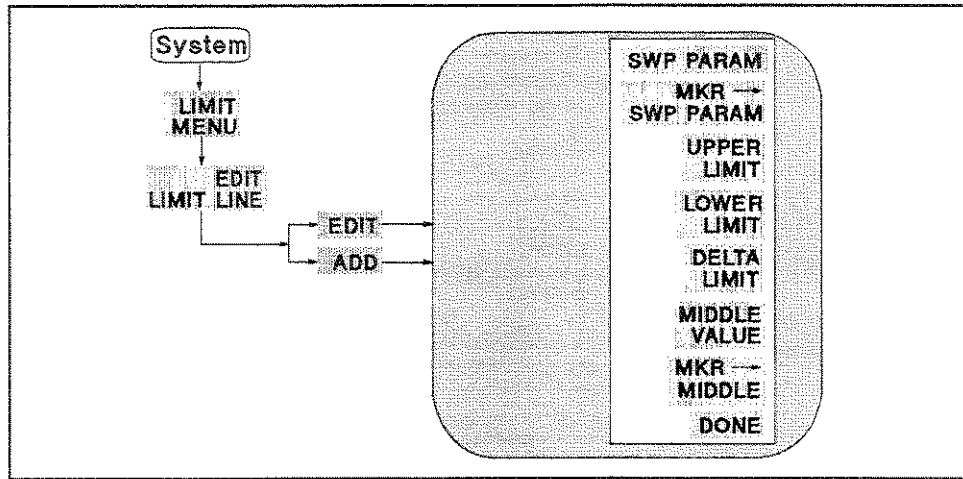 System
LIMIT
MENU
EDIT
LIMIT LINE
EDIT
ADD
SWP PARAM
MKR →
SWP PARAM
UPPER
LIMIT
LOWER
LIMIT
DELTA
LIMIT
MIDDLE
VALUE
MKR →
MIDDLE
DONE